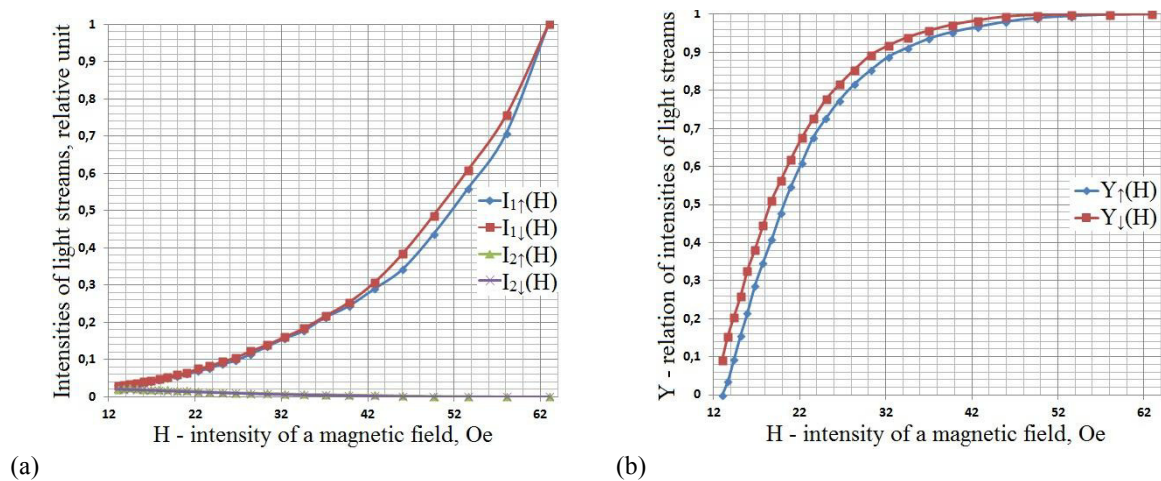 Intensities of light streams, relative unit
1
0,9
0,8
0,7
0,6
0,5
0,4
0,3
0,2
0,1
0
12 22 32 42 52 62
H - intensity of a magnetic field, Oe
I₁↑(H)
I₁↓(H)
I₂↑(H)
I₂↓(H)
(a)
Y - relation of intensities of light streams
1
0,9
0,8
0,7
0,6
0,5
0,4
0,3
0,2
0,1
0
12 22 32 42 52 62
H - intensity of a magnetic field, Oe
Y↑(H)
Y↓(H)
(b)